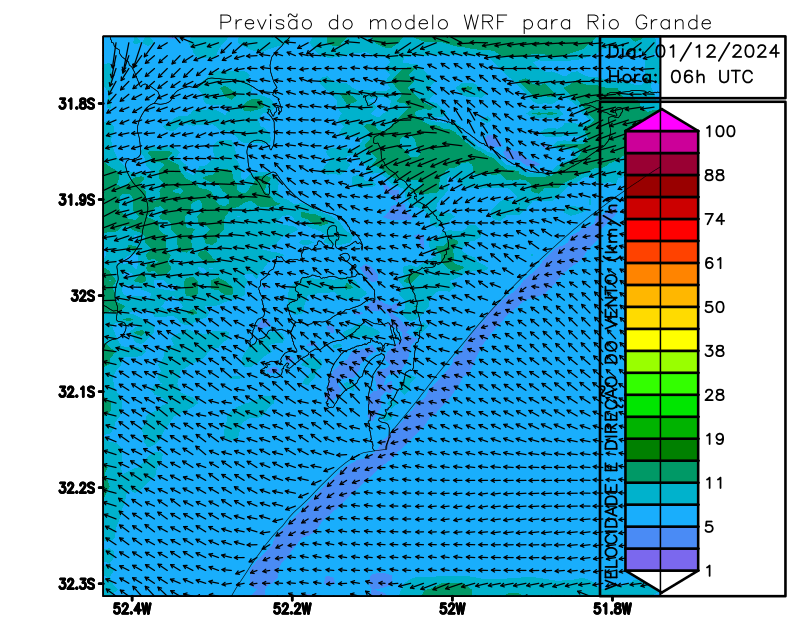 Previsão do modelo WRF para Rio Grande
Dia: 01/12/2024
Hora: 06h UTC
31.8S
31.9S
32S
32.1S
32.2S
32.3S
52.4W
52.2W
52W
51.8W
VELOCIDADE E DIREÇÃO DO VENTO (km/h)
100
88
74
61
50
38
28
19
11
5
1